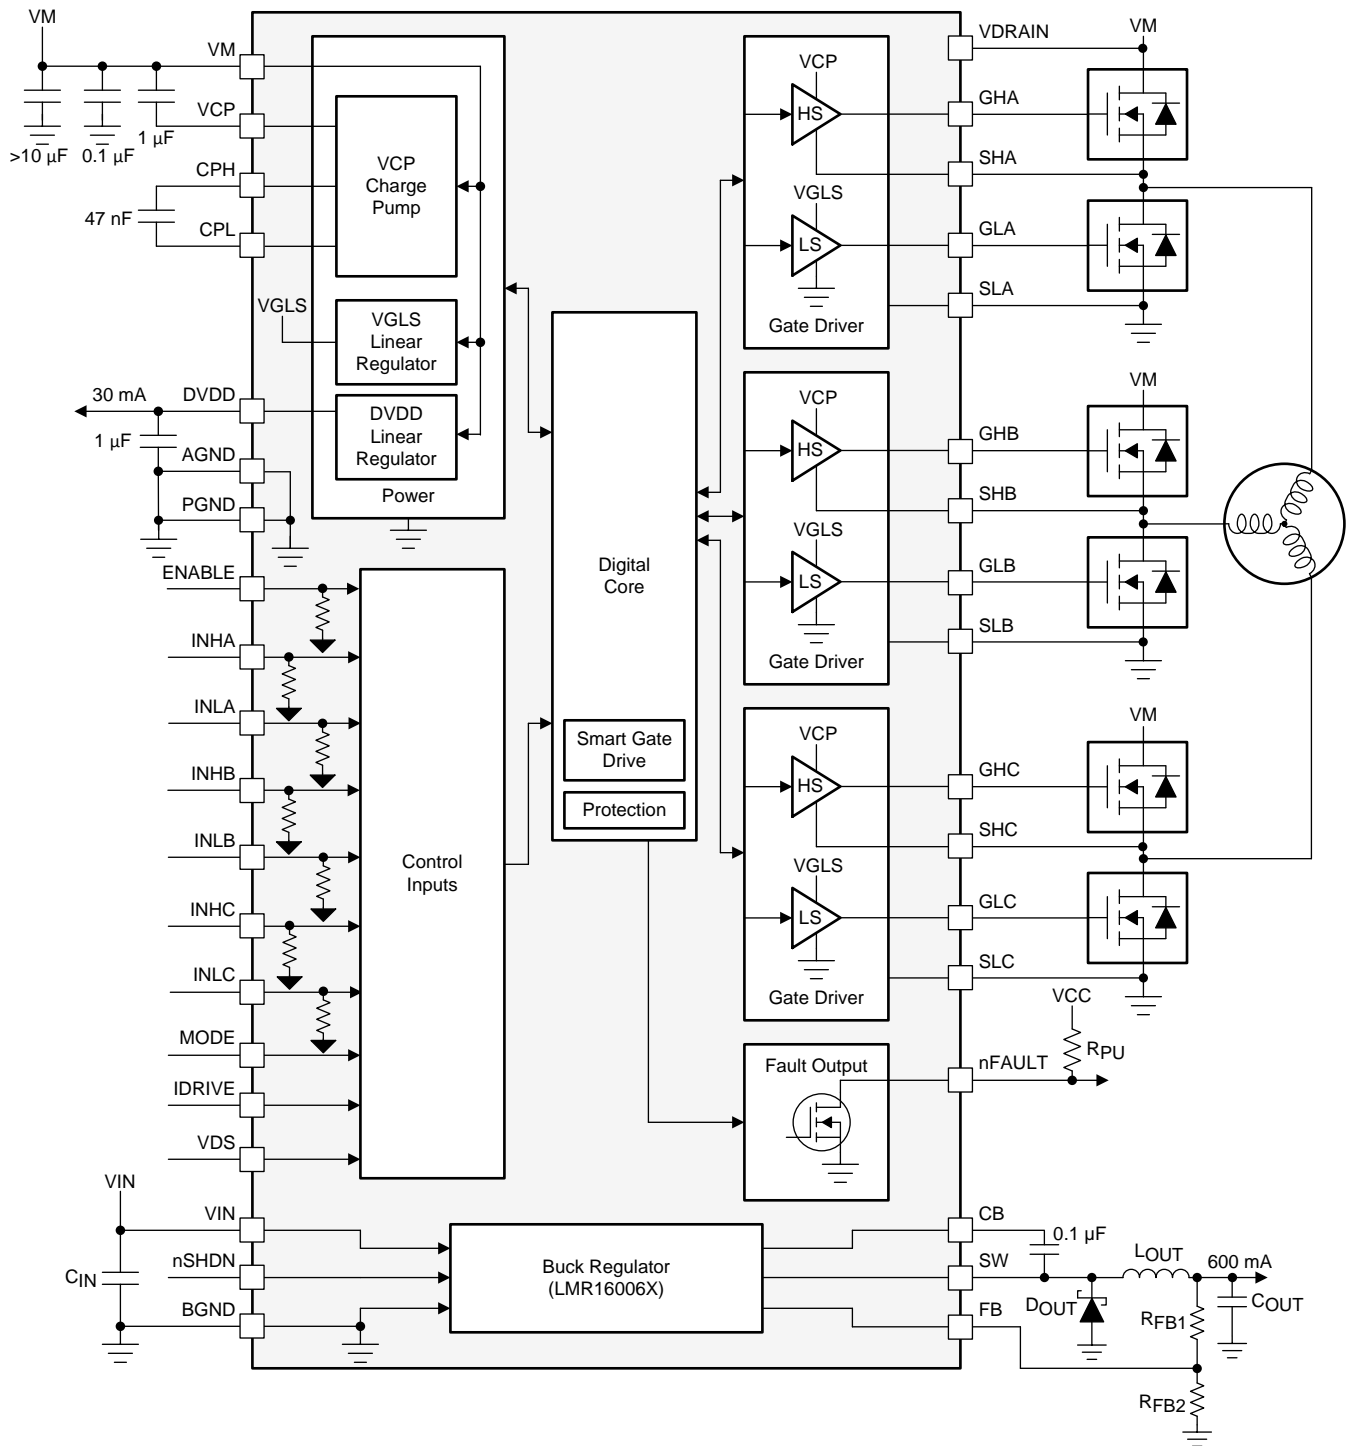 VM
VM
VCP
>10 µF
0.1 µF
1 µF
CPH
47 nF
CPL
VCP
Charge
Pump
VGLS
VGLS
Linear
Regulator
30 mA
DVDD
1 µF
AGND
PGND
DVDD
Linear
Regulator
Power
ENABLE
INHA
INLA
INHB
INLB
INHC
INLC
MODE
IDRIVE
VDS
Control
Inputs
Digital
Core
Smart Gate
Drive
Protection
VCP
HS
VGLS
LS
Gate Driver
VCP
HS
VGLS
LS
Gate Driver
VCP
HS
VGLS
LS
Gate Driver
Fault Output
VDRAIN
VM
GHA
SHA
GLA
SLA
VM
GHB
SHB
GLB
SLB
VM
GHC
SHC
GLC
SLC
VCC
RPU
nFAULT
VIN
VIN
nSHDN
CIN
BGND
Buck Regulator
(LMR16006X)
CB
0.1 µF
SW
LOUT
600 mA
DOUT
COUT
FB
RFB1
RFB2